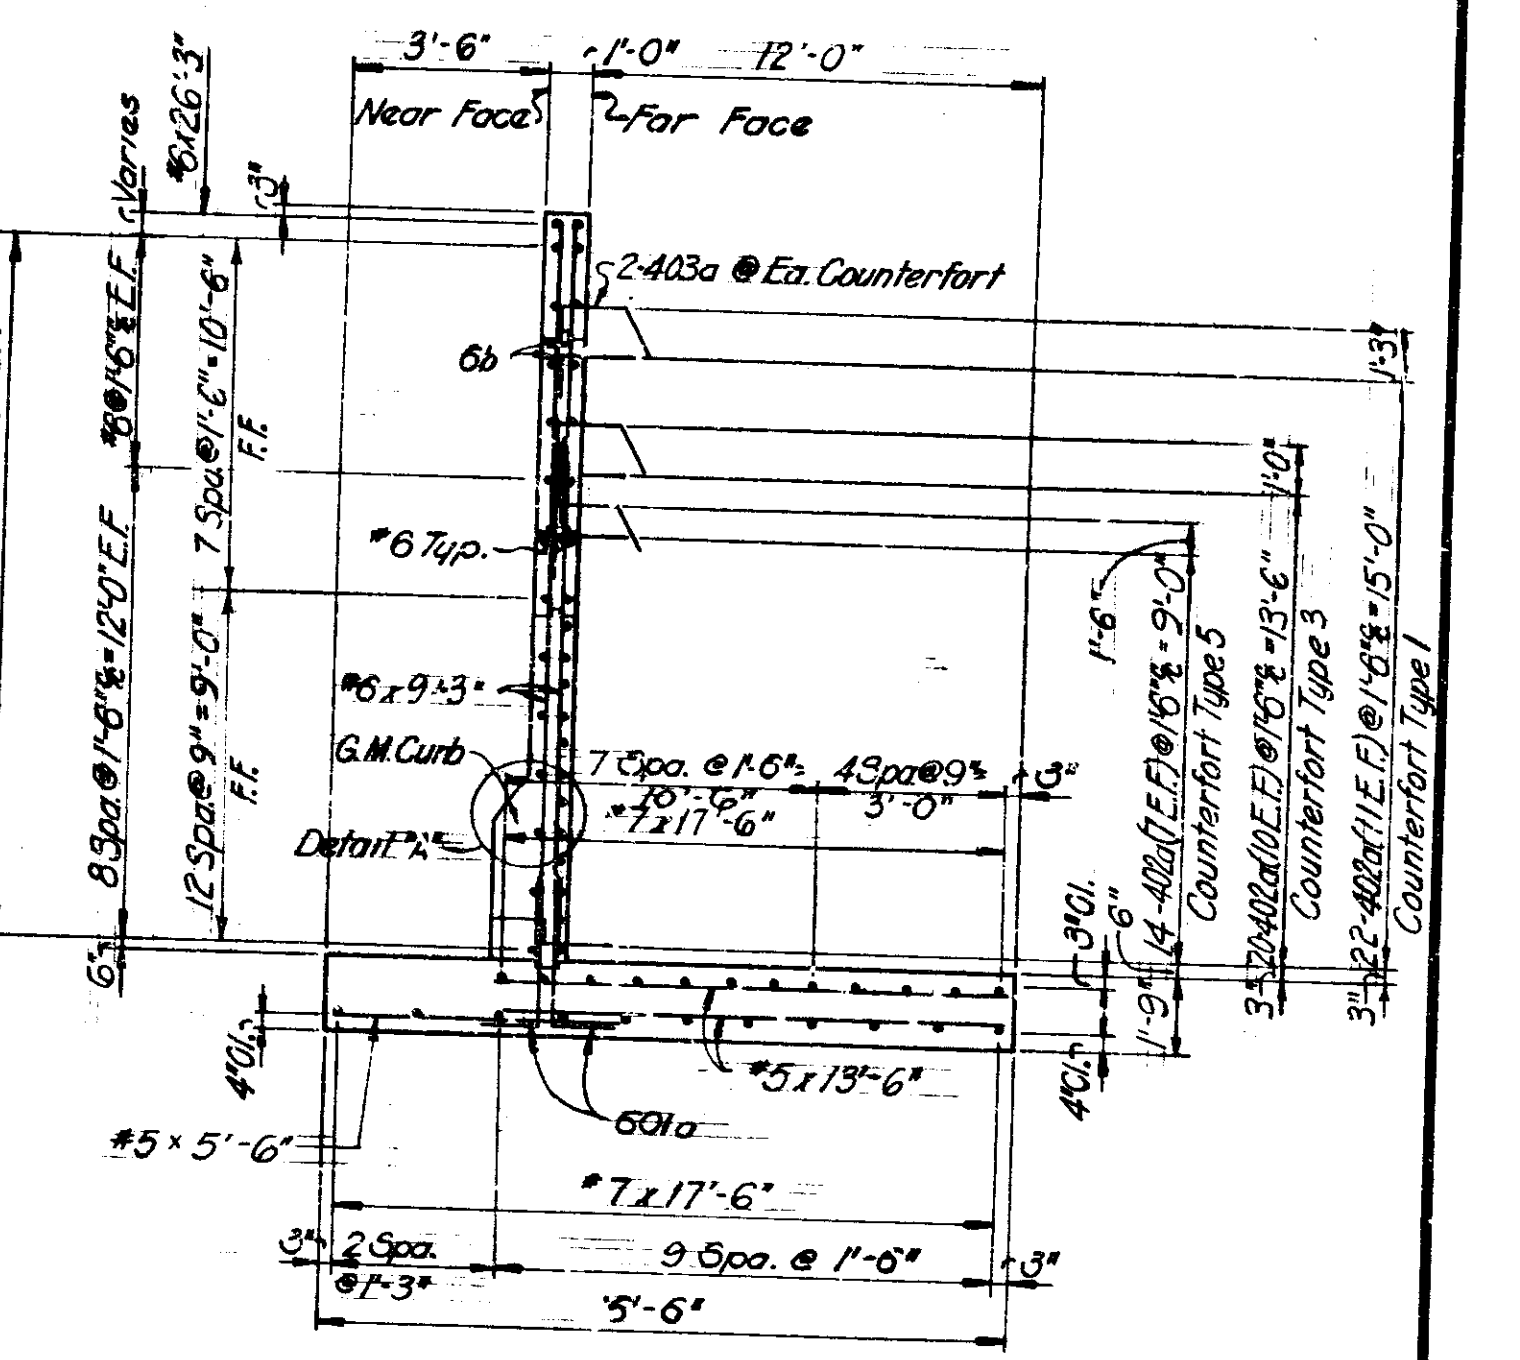 3'-6"
1'-0"
12'-0"
Near Face
Far Face
Varies
#6x26'-3"
3"
2-403a @ Ea. Counterfort
6b
#6@1'-6"± E.F.
7 Spa@1'-6"=10'-6"
F.F.
#6 Typ.
8 Spa@1'-6"±=12'-0" E.F.
12 Spa@9"=9'-0"
F.F.
#6x9'-3"
G.M. Curb
Detail "A"
7 Spa. @ 1'-6"=
10'-6"
4 Spa@9"=
3'-0"
3"
#7x17'-6"
1'-3"
1'-0"
1'-6"
14-402a(7 E.F.)@1'-6"±=9'-0"
Counterfort Type 5
20-402a(10 E.F.)@1'-6"±=13'-6"
Counterfort Type 3
22-402a(11 E.F.)@1'-6"±=15'-0"
Counterfort Type 1
6"
3"Cl.
6"
1'-9"
3"
3"
4"Cl.
4"Cl.
#5x13'-6"
601a
#5 x 5'-6"
#7x17'-6"
3"
2 Spa.
@1'-3"
9 Spa. @ 1'-6"
3"
5'-6"